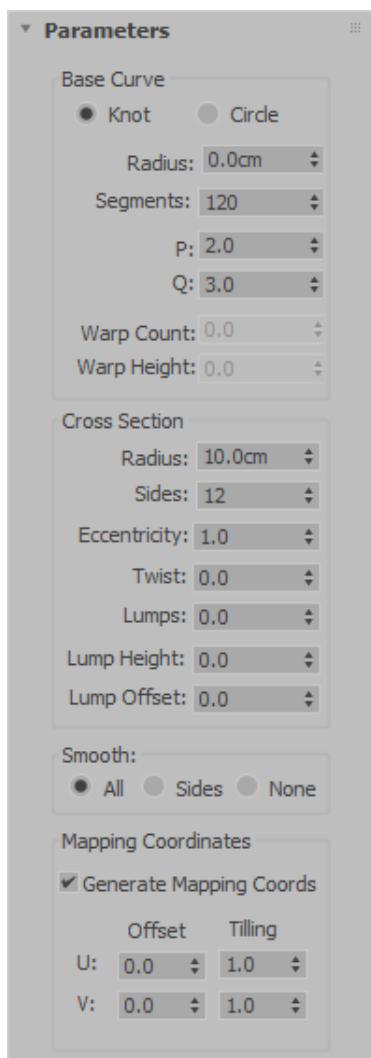 Parameters
Base Curve
Knot Circle
Radius: 0.0cm
Segments: 120
P: 2.0
Q: 3.0
Warp Count: 0.0
Warp Height: 0.0
Cross Section
Radius: 10.0cm
Sides: 12
Eccentricity: 1.0
Twist: 0.0
Lumps: 0.0
Lump Height: 0.0
Lump Offset: 0.0
Smooth:
All Sides None
Mapping Coordinates
Generate Mapping Coords
Offset Tilling
U: 0.0 1.0
V: 0.0 1.0